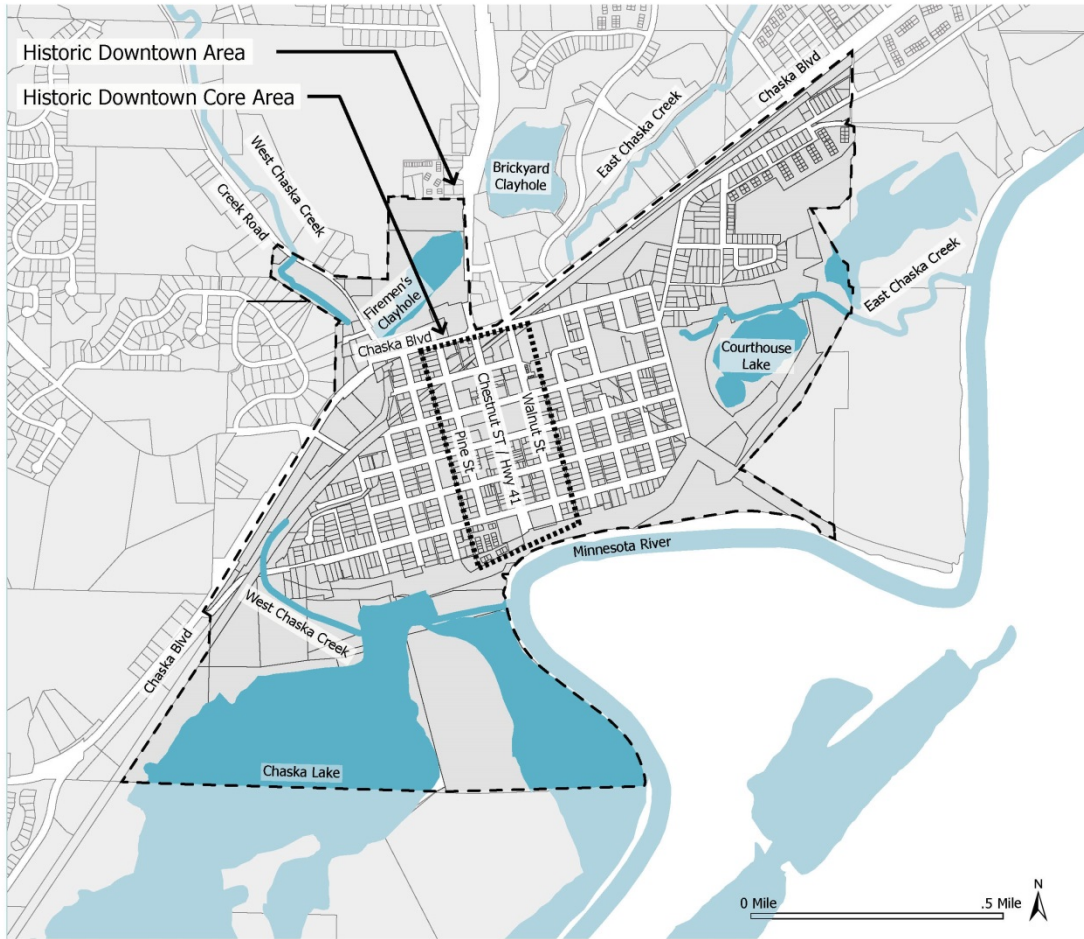 Historic Downtown Area
Historic Downtown Core Area
Chaska Blvd
East Chaska Creek
West Chaska Creek
Creek Road
Brickyard
Clayhole
Firemen's
Clayhole
Chaska Blvd
East Chaska Creek
Courthouse
Lake
Pine St.
Chestnut ST / Hwy 41
Walnut St.
Minnesota River
West Chaska Creek
Chaska Blvd
Chaska Lake
0 Mile
.5 Mile
N